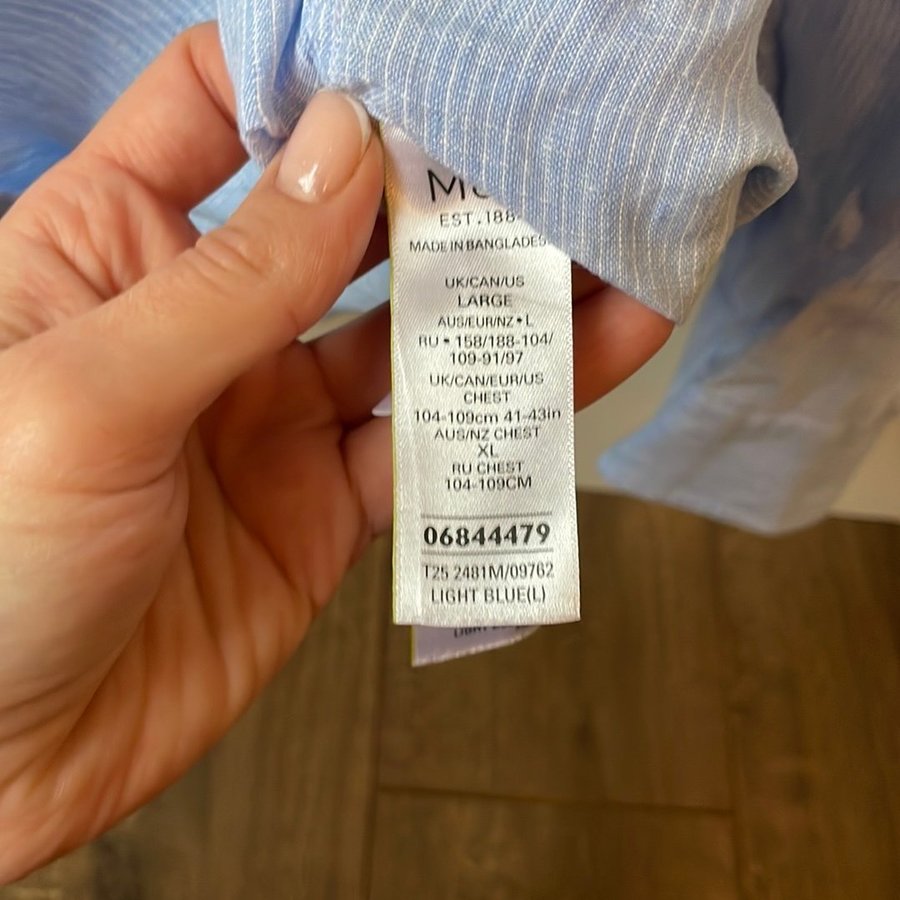 M
EST.188
MADE IN BANGLADES
UK/CAN/US
LARGE
AUS/EUR/NZ • L
RU • 158/188-104/
109-91/97
UK/CAN/EUR/US
CHEST
104-109cm 41-43in
AUS/NZ CHEST
XL
RU CHEST
104-109CM
06844479
T25 2481M/09762
LIGHT BLUE(L)